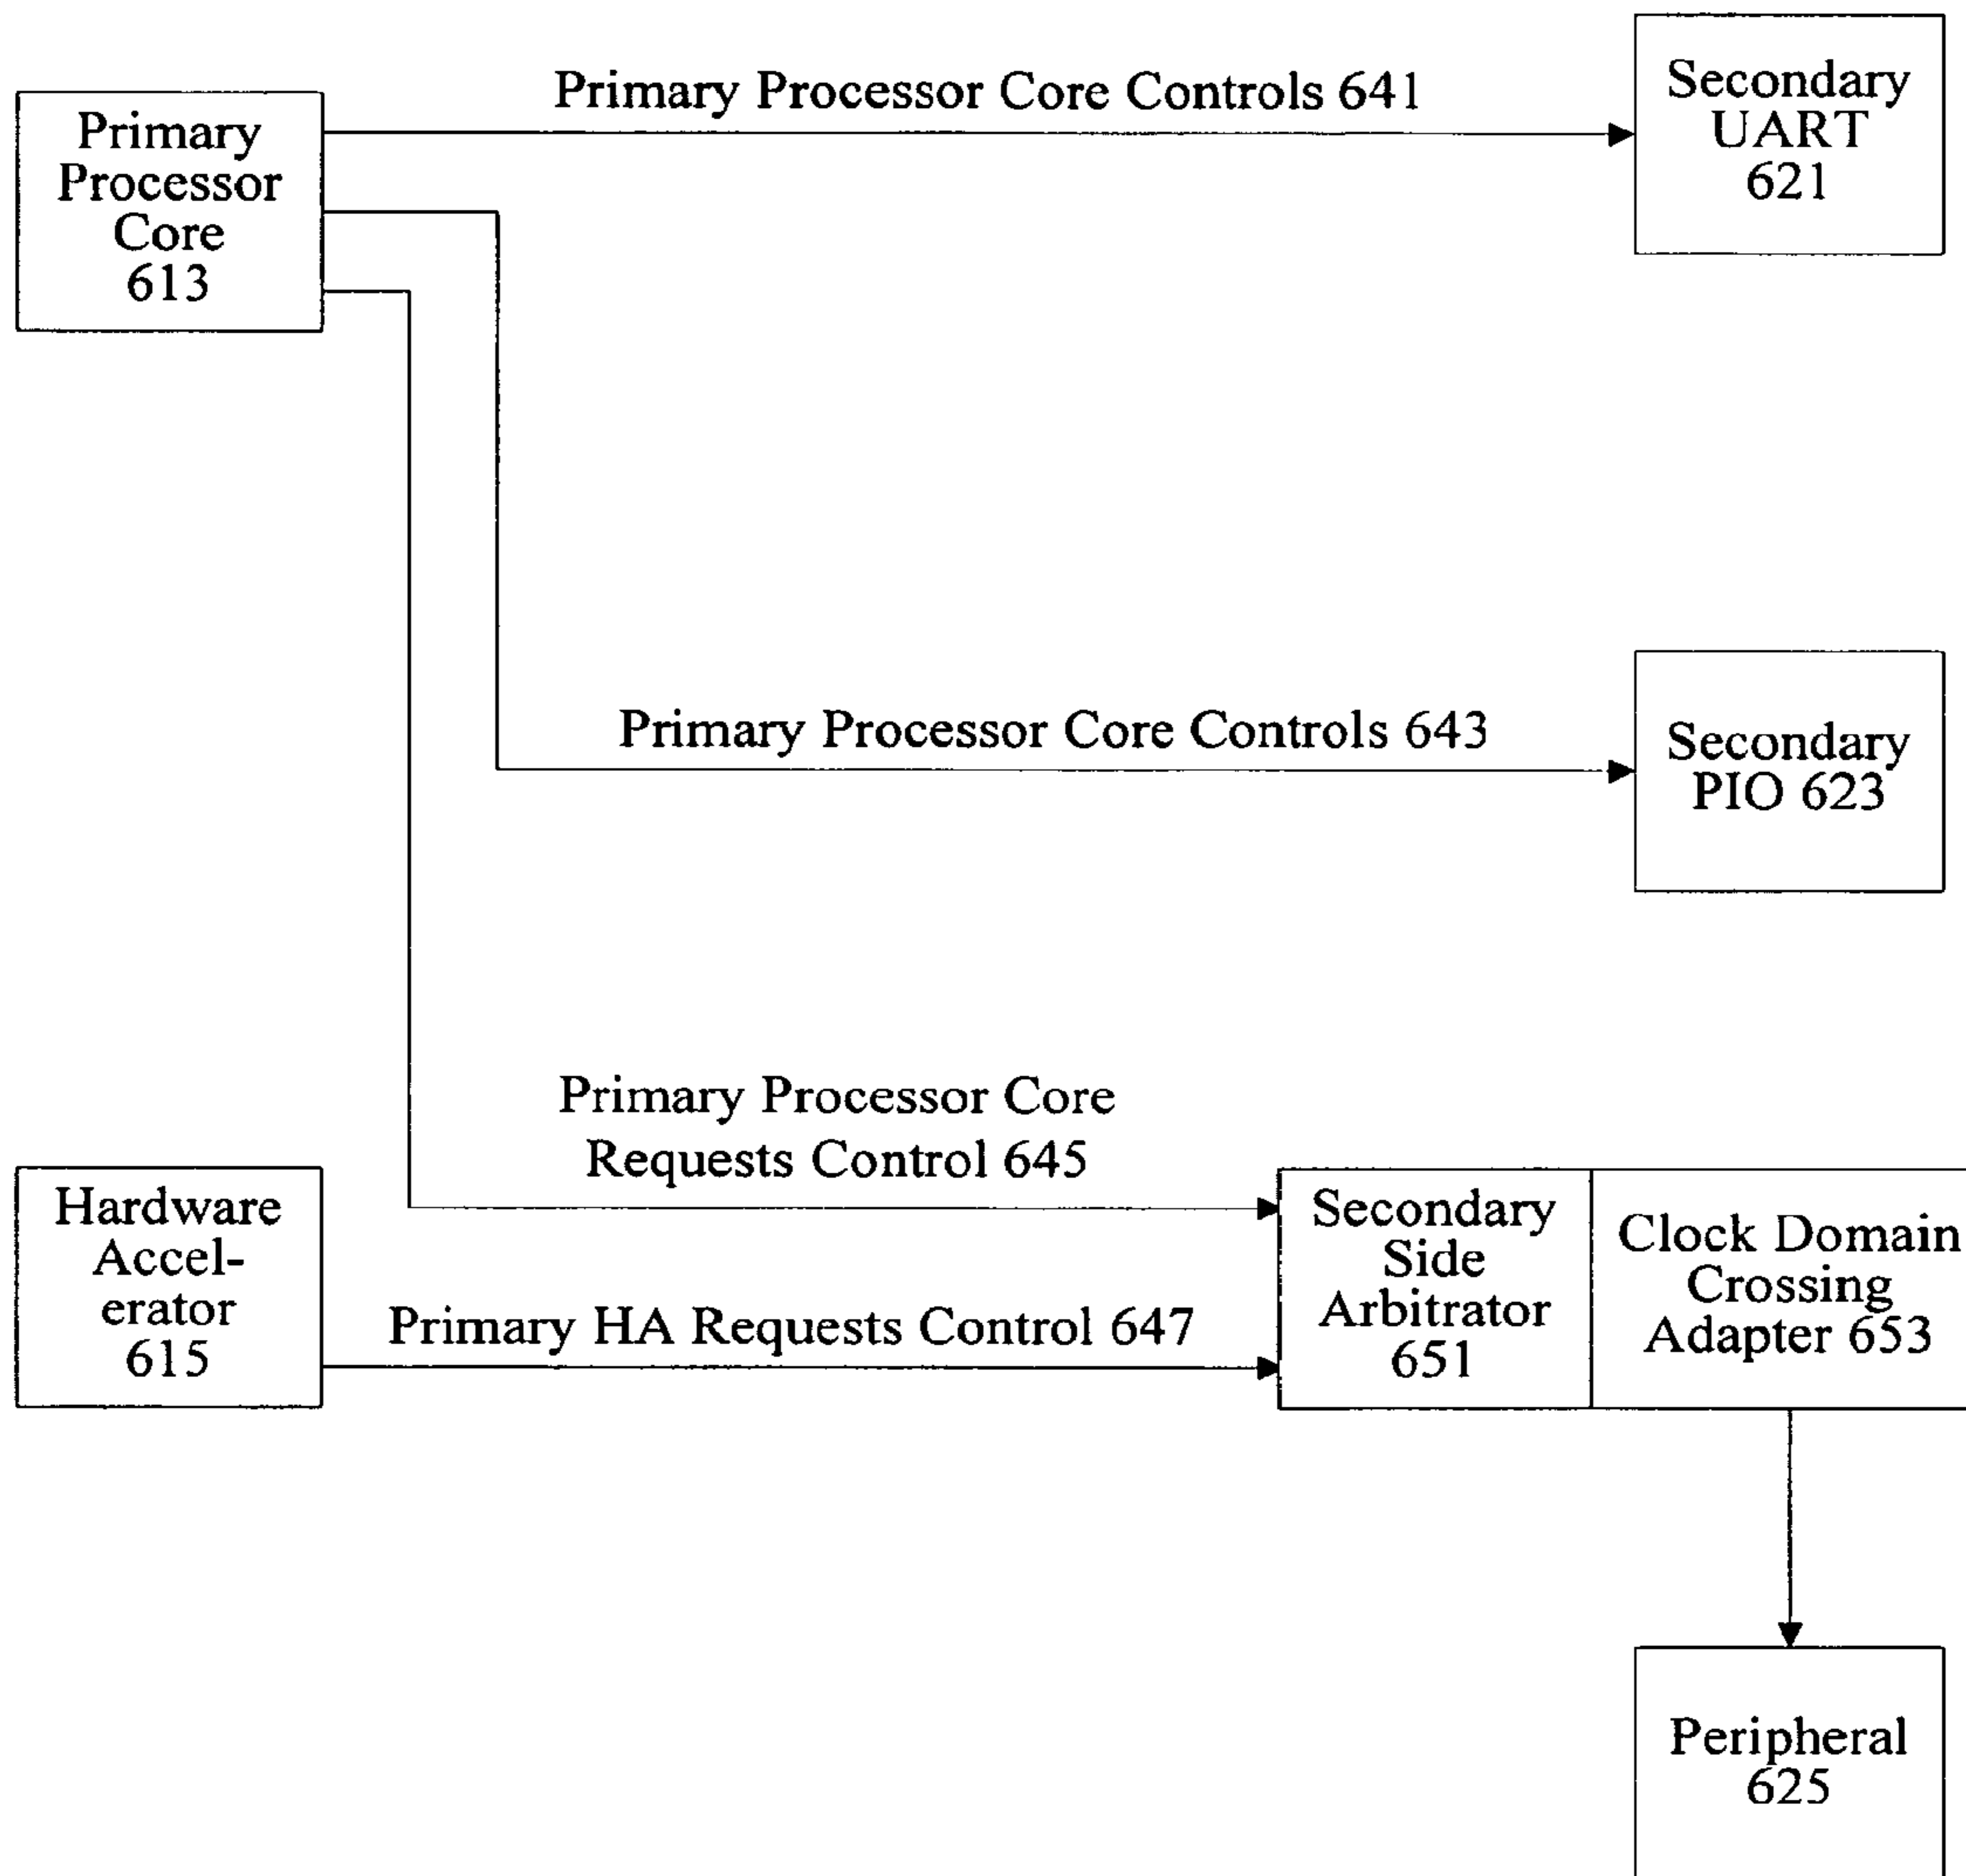 Primary
Processor
Core
613
Primary Processor Core Controls 641
Secondary
UART
621
Primary Processor Core Controls 643
Secondary
PIO 623
Primary Processor Core
Requests Control 645
Hardware
Accel-
erator
615
Primary HA Requests Control 647
Secondary
Side
Arbitrator
651
Clock Domain
Crossing
Adapter 653
Peripheral
625